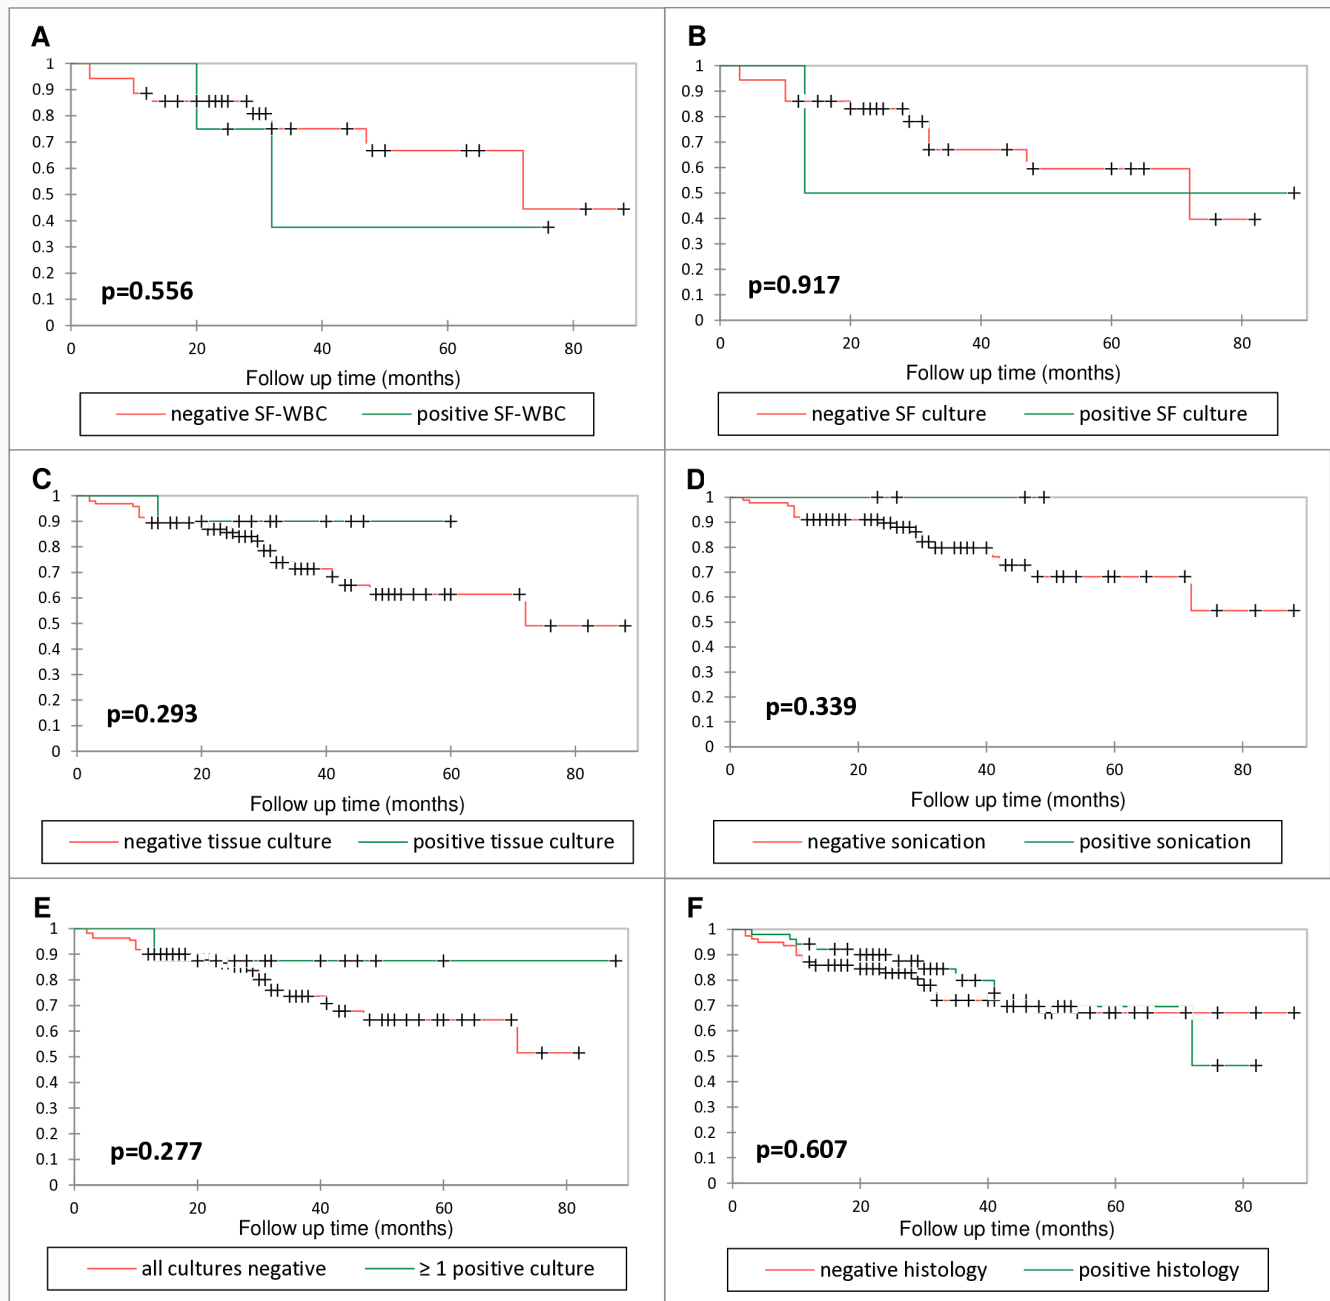 A
1
0.9
0.8
0.7
0.6
0.5
0.4
0.3
0.2
0.1
0
p=0.556
0 20 40 60 80
Follow up time (months)
negative SF-WBC positive SF-WBC
B
1
0.9
0.8
0.7
0.6
0.5
0.4
0.3
0.2
0.1
0
p=0.917
0 20 40 60 80
Follow up time (months)
negative SF culture positive SF culture
C
1
0.9
0.8
0.7
0.6
0.5
0.4
0.3
0.2
0.1
0
p=0.293
0 20 40 60 80
Follow up time (months)
negative tissue culture positive tissue culture
D
1
0.9
0.8
0.7
0.6
0.5
0.4
0.3
0.2
0.1
0
p=0.339
0 20 40 60 80
Follow up time (months)
negative sonication positive sonication
E
1
0.9
0.8
0.7
0.6
0.5
0.4
0.3
0.2
0.1
0
p=0.277
0 20 40 60 80
Follow up time (months)
all cultures negative ≥ 1 positive culture
F
1
0.9
0.8
0.7
0.6
0.5
0.4
0.3
0.2
0.1
0
p=0.607
0 20 40 60 80
Follow up time (months)
negative histology positive histology